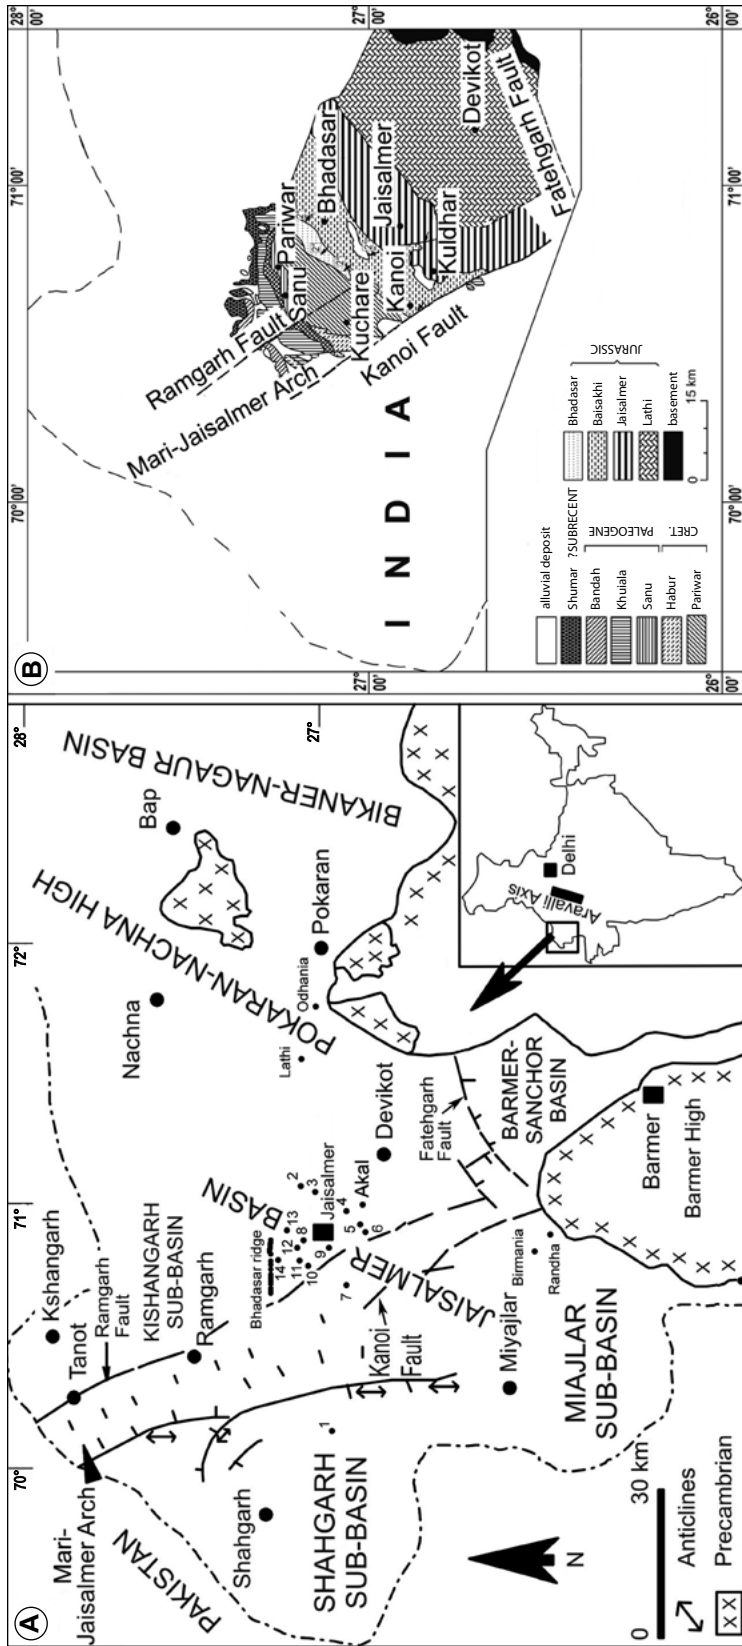 A
70°
71°
72°
28°
27°
PAKISTAN
Mari-
Jaisalmer Arch
Tanot
Kshangarh
Ramgarh
Fault
KISHANGARH
SUB-BASIN
Ramgarh
Shahgarh
SHAHGARH
SUB-BASIN
1
Bhadasar ridge
14
11
10
12
13
8
9
2
3
Jaisalmer
4
5
6
Akal
7
JAISALMER
BASIN
Kanoi
Fault
Devikot
Lathi
Odhania
Nachna
Pokaran
Bap
POKARAN-NACHNA HIGH
BIKANER-NAGAUR BASIN
Miyajlar
MIAJLAR
SUB-BASIN
Birmania
Randha
Fatehgarh
Fault
BARMER-
SANCHOR
BASIN
Barmer
Barmer High
N
0
30 km
Anticlines
Precambrian
Delhi
Aravalli Axis
B
70°00'
71°00'
28°
00'
27°
00'
27°
00'
26°
00'
26°
00'
Ramgarh Fault
Mari-Jaisalmer Arch
Kanoi Fault
Sanu
Pariwar
Bhadasar
Kuchare
Kanoi
Jaisalmer
Kuldhar
Devikot
Fatehgarh Fault
INDIA
alluvial deposit
Shumar
?SUBRECENT
Bandah
Khuiala
Sanu
PALEOGENE
Habur
Pariwar
CRET.
Bhadasar
Baisakhi
Jaisalmer
Lathi
JURASSIC
basement
0
15 km